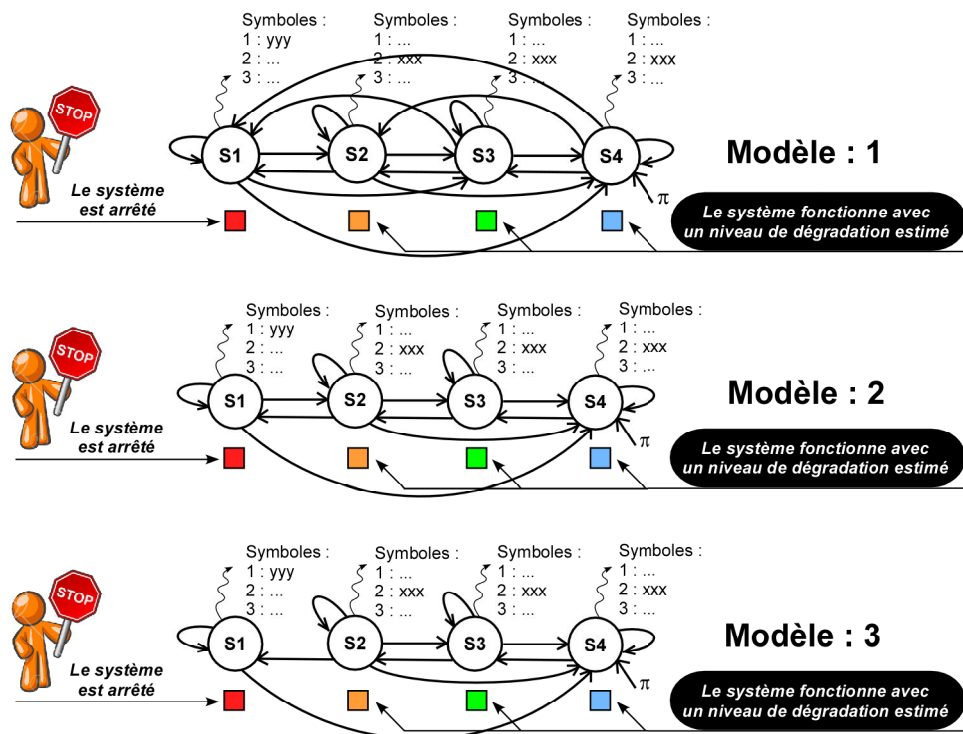 Symboles :
1 : yyy
2 : ...
3 : ...
Symboles :
1 : ...
2 : xxx
3 : ...
Symboles :
1 : ...
2 : xxx
3 : ...
Symboles :
1 : ...
2 : xxx
3 : ...
STOP
S1
S2
S3
S4
π
Modèle : 1
Le système
est arrêté
Le système fonctionne avec
un niveau de dégradation estimé
Symboles :
1 : yyy
2 : ...
3 : ...
Symboles :
1 : ...
2 : xxx
3 : ...
Symboles :
1 : ...
2 : xxx
3 : ...
Symboles :
1 : ...
2 : xxx
3 : ...
STOP
S1
S2
S3
S4
π
Modèle : 2
Le système
est arrêté
Le système fonctionne avec
un niveau de dégradation estimé
Symboles :
1 : yyy
2 : ...
3 : ...
Symboles :
1 : ...
2 : xxx
3 : ...
Symboles :
1 : ...
2 : xxx
3 : ...
Symboles :
1 : ...
2 : xxx
3 : ...
STOP
S1
S2
S3
S4
π
Modèle : 3
Le système
est arrêté
Le système fonctionne avec
un niveau de dégradation estimé